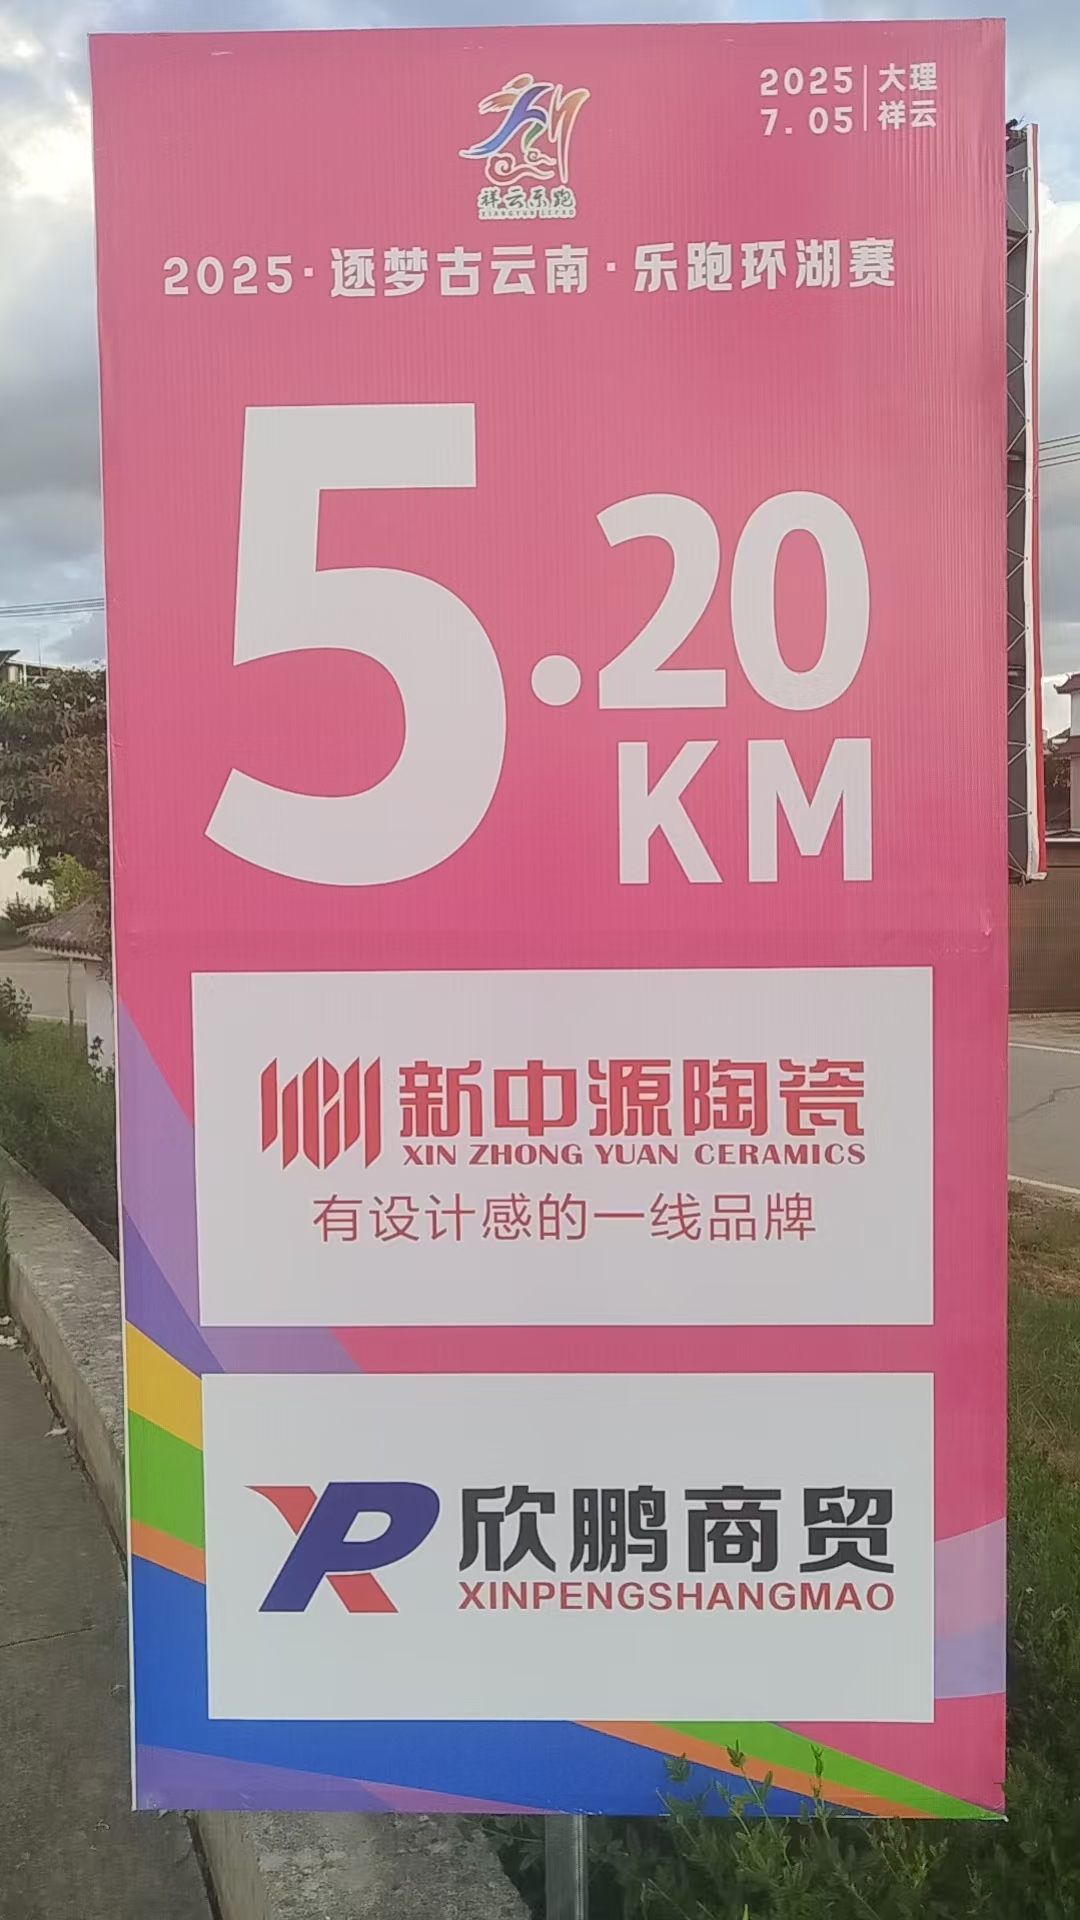 祥云乐跑
XIANGYUN LEPAO
2025 大理
7.05 祥云
2025·逐梦古云南·乐跑环湖赛
5.20
KM
新中源陶瓷
XIN ZHONG YUAN CERAMICS
有设计感的一线品牌
欣鹏商贸
XINPENGSHANGMAO